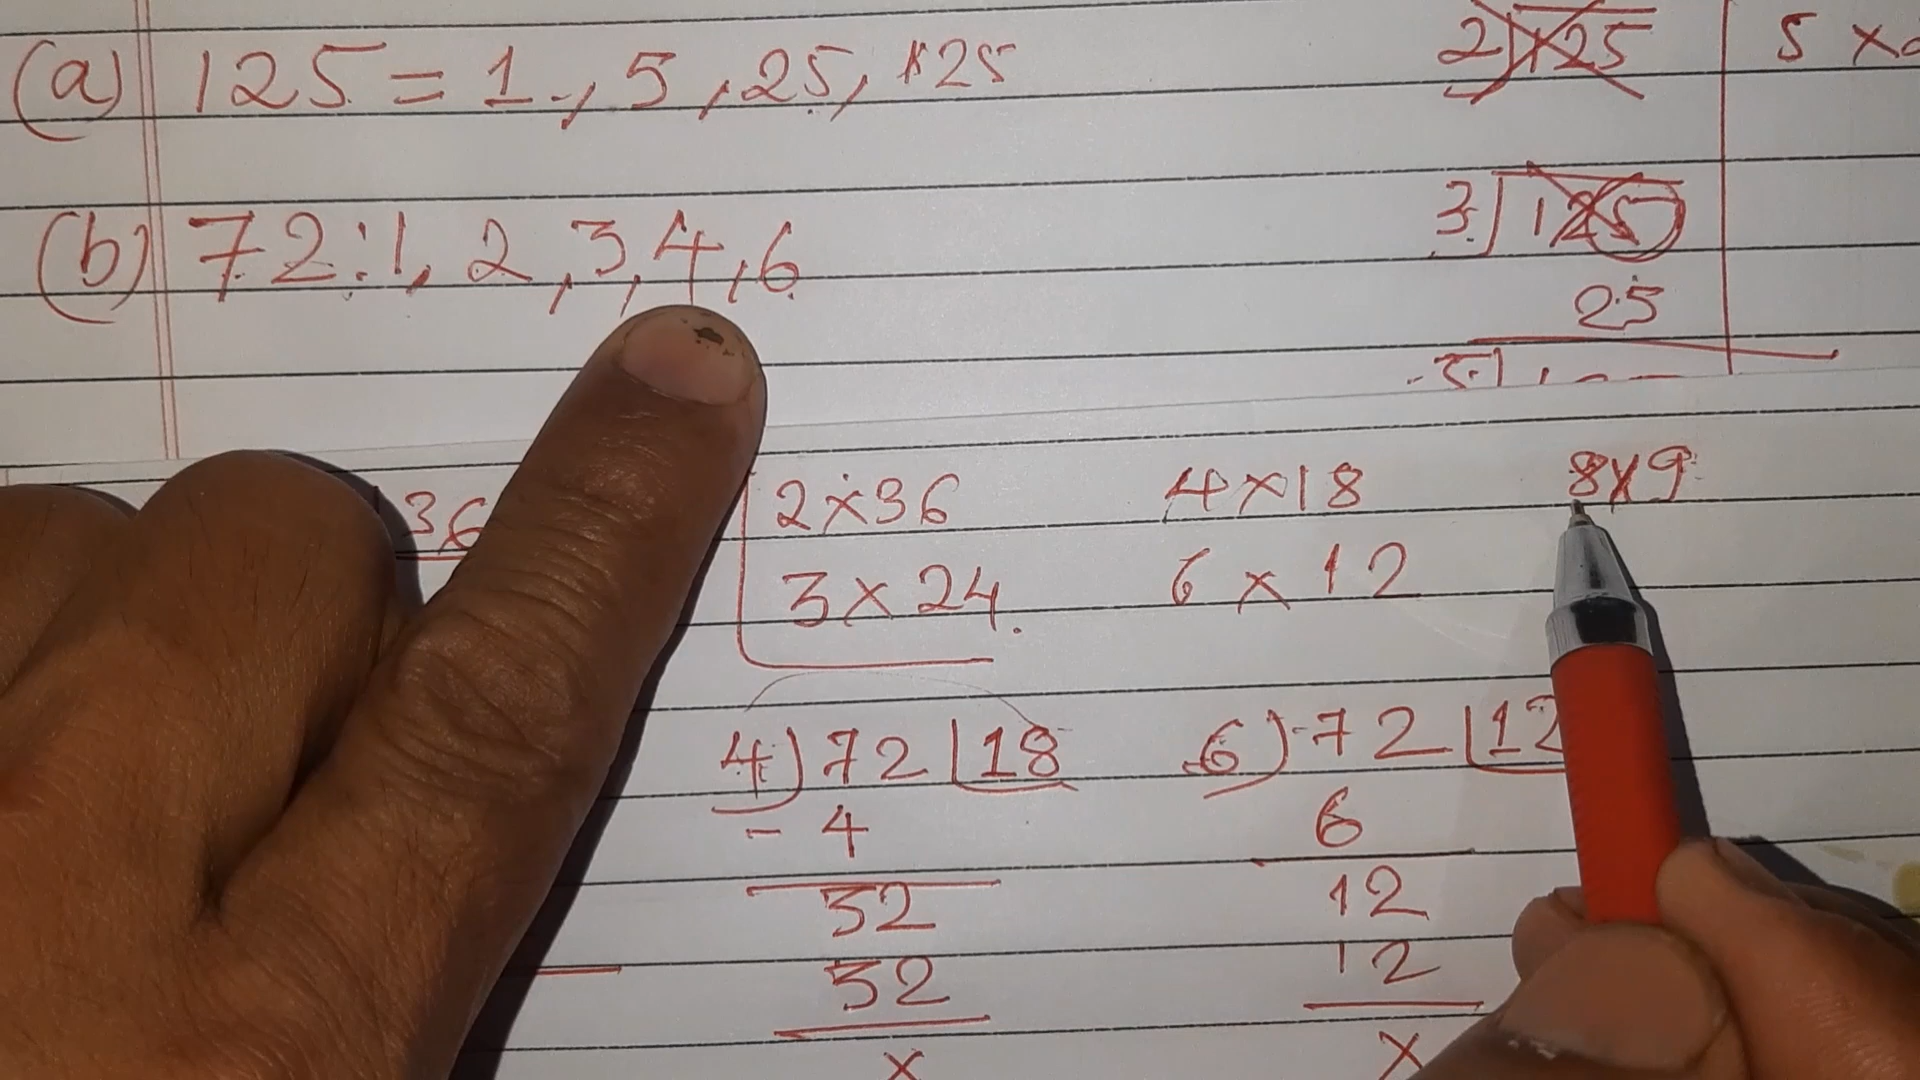 (a) 125 = 1, 5, 25, 125
(b) 72 : 1, 2, 3, 4, 6
2)125
5 x
3)125
25
36
2 x 36
3 x 24.
4 x 18
6 x 12
8 x 9
4) 72 | 18
- 4
32
32
x
6) 72 | 12
6
12
12
x